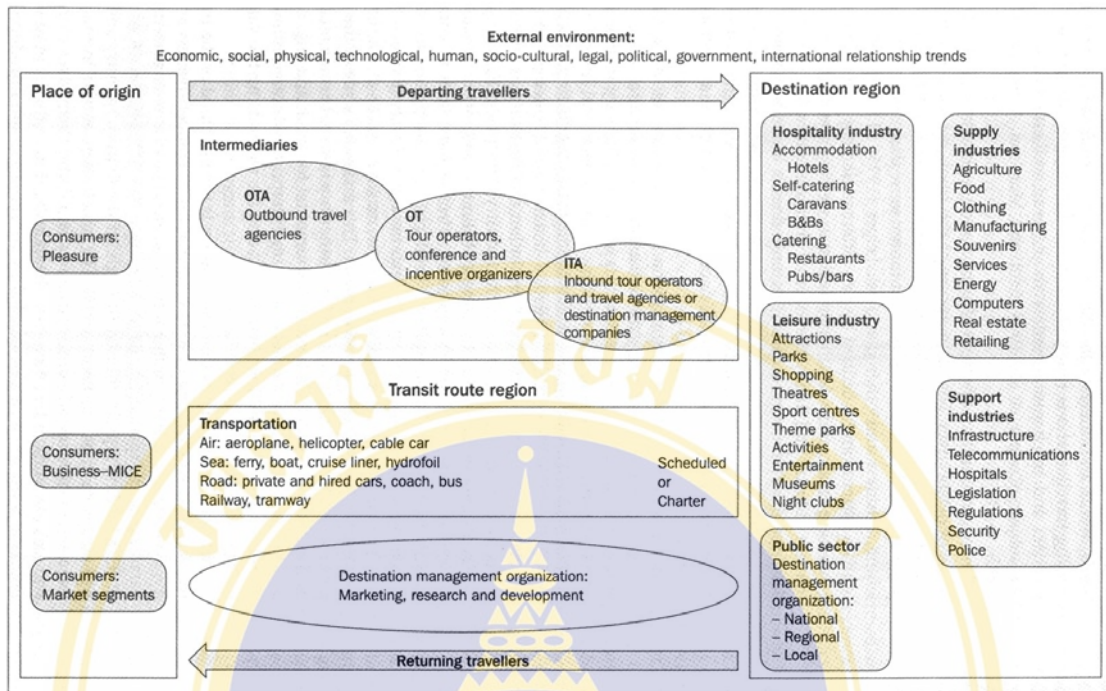 External environment:
Economic, social, physical, technological, human, socio-cultural, legal, political, government, international relationship trends
Place of origin
Consumers:
Pleasure
Consumers:
Business–MICE
Consumers:
Market segments
Departing travellers
Intermediaries
OTA
Outbound travel
agencies
OT
Tour operators,
conference and
incentive organizers
ITA
Inbound tour operators
and travel agencies or
destination management
companies
Transit route region
Transportation
Air: aeroplane, helicopter, cable car
Sea: ferry, boat, cruise liner, hydrofoil
Road: private and hired cars, coach, bus
Railway, tramway
Scheduled
or
Charter
Destination management organization:
Marketing, research and development
Returning travellers
Destination region
Hospitality industry
Accommodation
Hotels
Self-catering
Caravans
B&Bs
Catering
Restaurants
Pubs/bars
Leisure industry
Attractions
Parks
Shopping
Theatres
Sport centres
Theme parks
Activities
Entertainment
Museums
Night clubs
Public sector
Destination
management
organization:
– National
– Regional
– Local
Supply
industries
Agriculture
Food
Clothing
Manufacturing
Souvenirs
Services
Energy
Computers
Real estate
Retailing
Support
industries
Infrastructure
Telecommunications
Hospitals
Legislation
Regulations
Security
Police